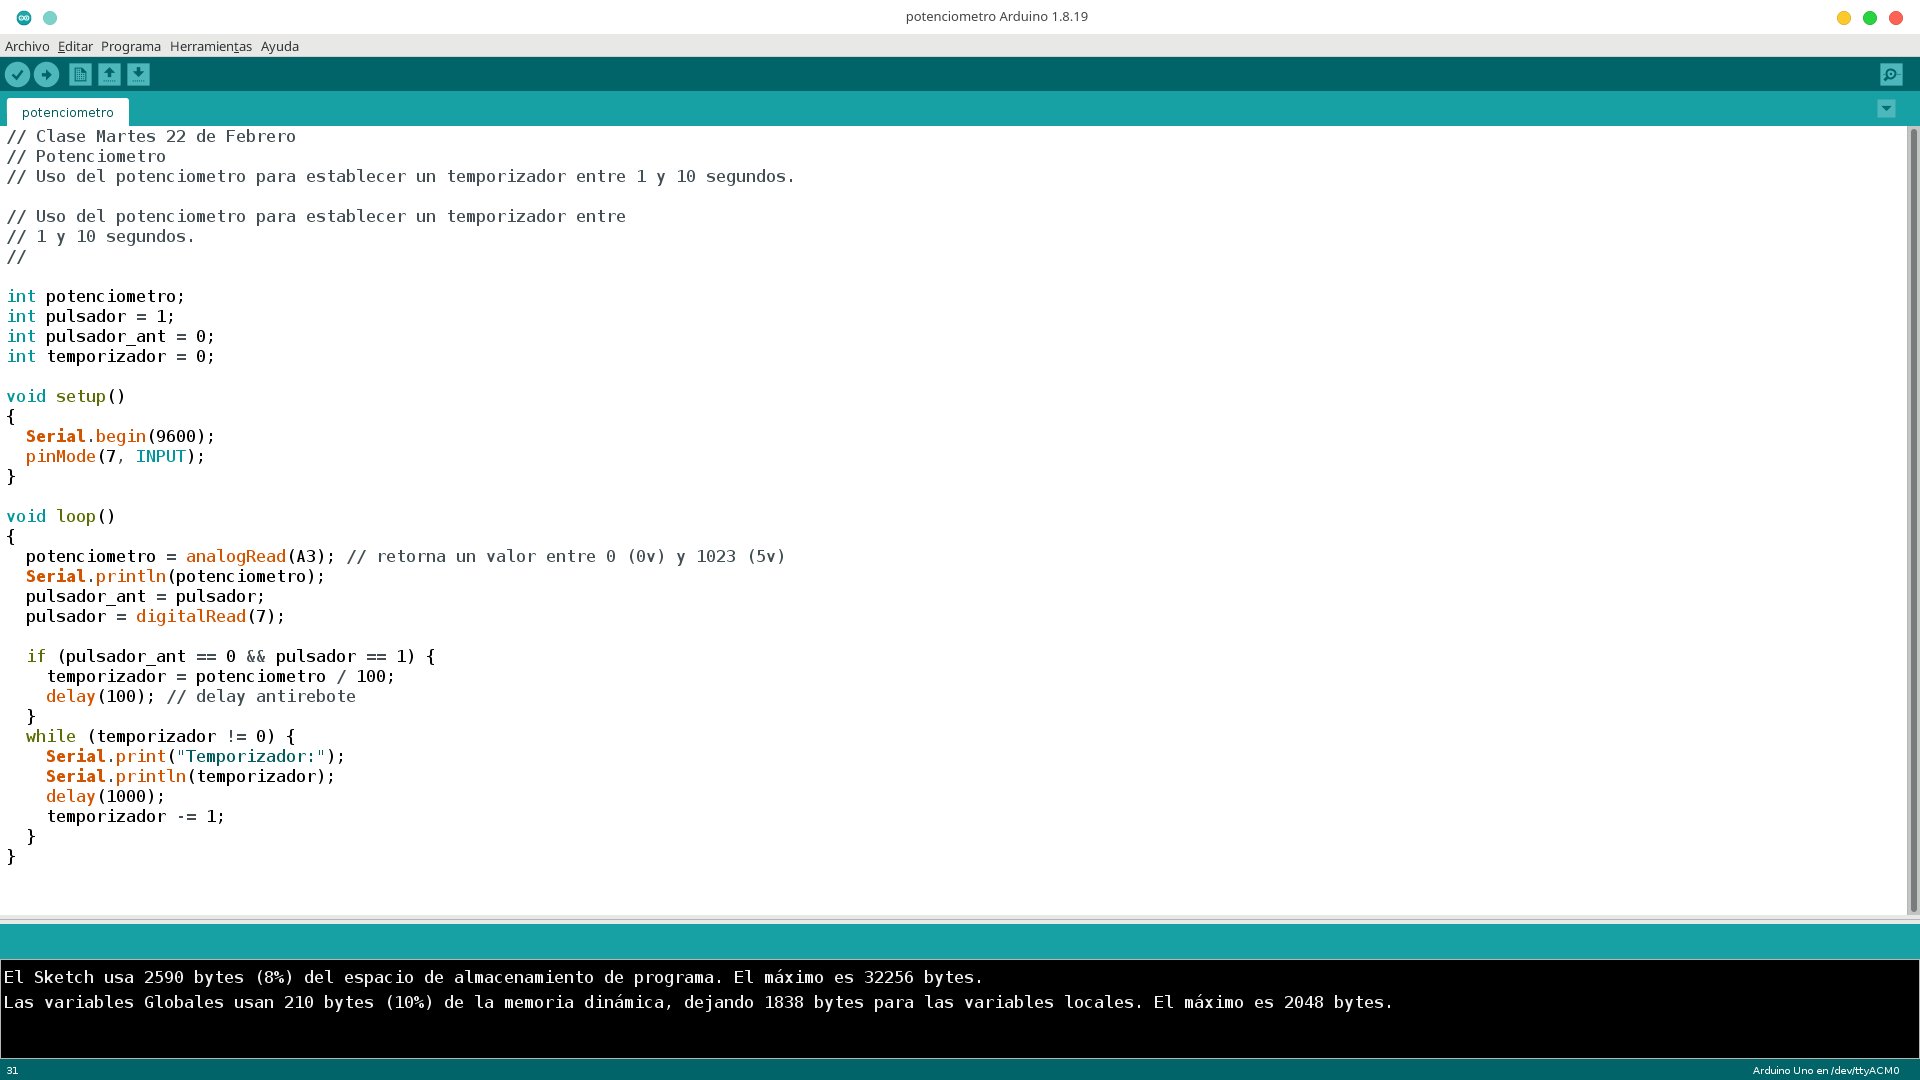 potenciometro Arduino 1.8.19
Archivo Editar Programa Herramientas Ayuda
potenciometro
// Clase Martes 22 de Febrero
// Potenciometro
// Uso del potenciometro para establecer un temporizador entre 1 y 10 segundos.

// Uso del potenciometro para establecer un temporizador entre
// 1 y 10 segundos.
//

int potenciometro;
int pulsador = 1;
int pulsador_ant = 0;
int temporizador = 0;

void setup()
{
  Serial.begin(9600);
  pinMode(7, INPUT);
}

void loop()
{
  potenciometro = analogRead(A3); // retorna un valor entre 0 (0v) y 1023 (5v)
  Serial.println(potenciometro);
  pulsador_ant = pulsador;
  pulsador = digitalRead(7);

  if (pulsador_ant == 0 && pulsador == 1) {
    temporizador = potenciometro / 100;
    delay(100); // delay antirebote
  }
  while (temporizador != 0) {
    Serial.print("Temporizador:");
    Serial.println(temporizador);
    delay(1000);
    temporizador -= 1;
  }
}
El Sketch usa 2590 bytes (8%) del espacio de almacenamiento de programa. El máximo es 32256 bytes.
Las variables Globales usan 210 bytes (10%) de la memoria dinámica, dejando 1838 bytes para las variables locales. El máximo es 2048 bytes.
31
Arduino Uno en /dev/ttyACM0